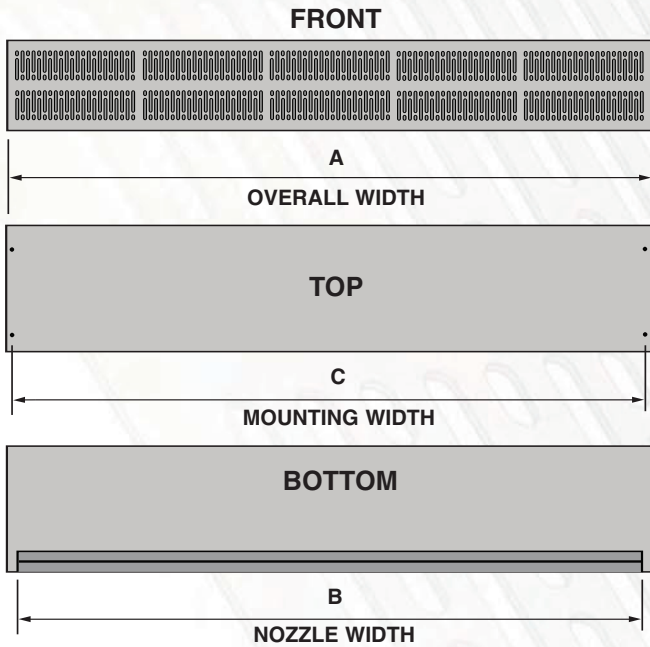 FRONT
A
OVERALL WIDTH
TOP
C
MOUNTING WIDTH
BOTTOM
B
NOZZLE WIDTH